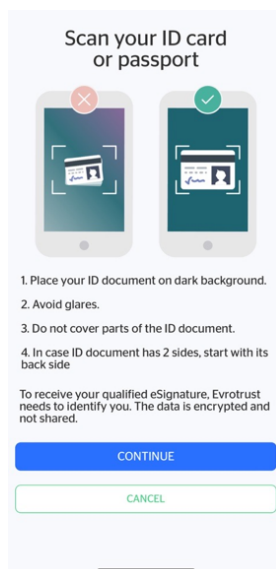 Scan your ID card
or passport
1. Place your ID document on dark background.
2. Avoid glares.
3. Do not cover parts of the ID document.
4. In case ID document has 2 sides, start with its
back side
To receive your qualified eSignature, Evrotrust
needs to identify you. The data is encrypted and
not shared.
CONTINUE
CANCEL